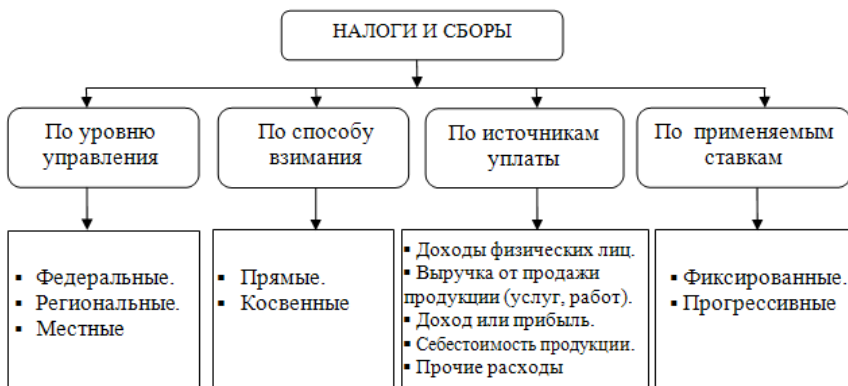 НАЛОГИ И СБОРЫ
По уровню
управления
По способу
взимания
По источникам
уплаты
По применяемым
ставкам
▪ Федеральные.
▪ Региональные.
▪ Местные
▪ Прямые.
▪ Косвенные
▪ Доходы физических лиц.
▪ Выручка от продажи
продукции (услуг, работ).
▪ Доход или прибыль.
▪ Себестоимость продукции.
▪ Прочие расходы
▪ Фиксированные.
▪ Прогрессивные